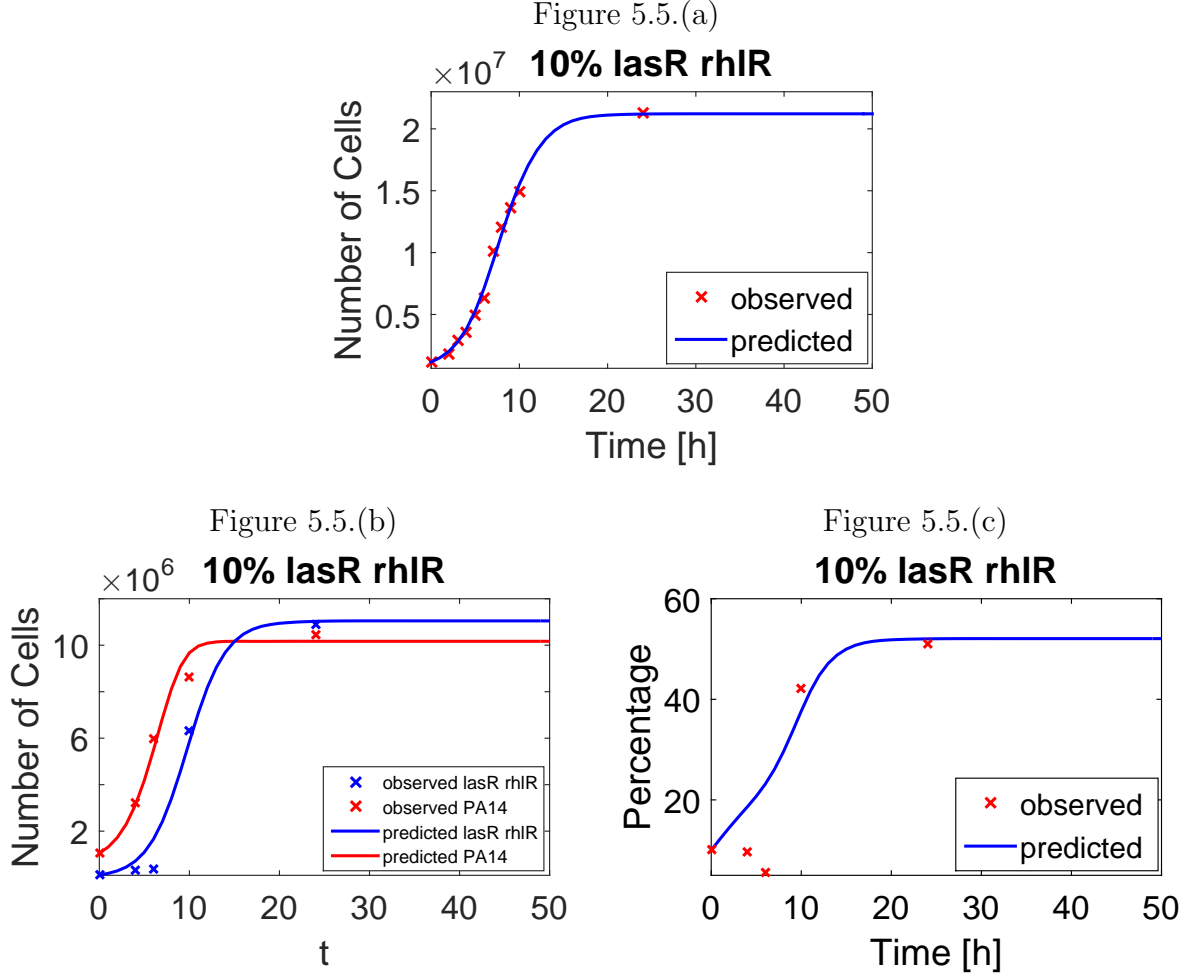 Figure 5.5.(a)
×10^7 10% lasR rhlR
Number of Cells
2
1.5
1
0.5
observed
predicted
0 10 20 30 40 50
Time [h]
Figure 5.5.(b)
×10^6 10% lasR rhlR
Number of Cells
10
6
2
observed lasR rhlR
observed PA14
predicted lasR rhlR
predicted PA14
0 10 20 30 40 50
t
Figure 5.5.(c)
10% lasR rhlR
Percentage
60
40
20
observed
predicted
0 10 20 30 40 50
Time [h]